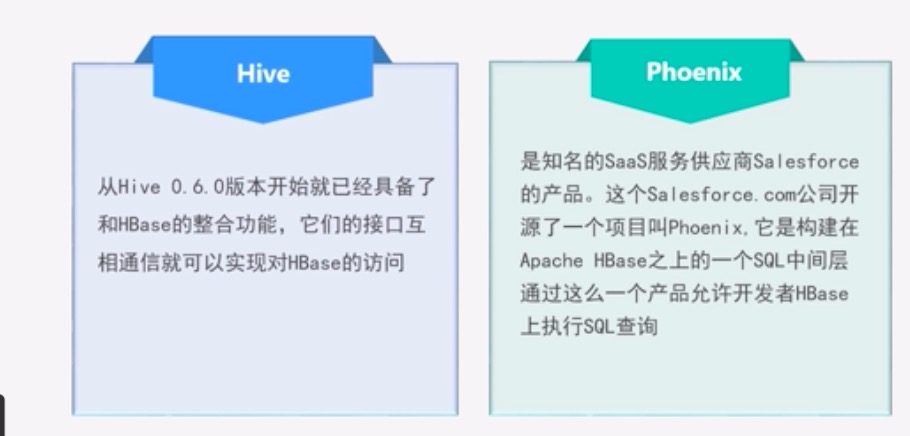 Hive
从Hive 0.6.0版本开始就已经具备了
和HBase的整合功能，它们的接口互
相通信就可以实现对HBase的访问
Phoenix
是知名的SaaS服务供应商Salesforce
的产品。这个Salesforce.com公司开
源了一个项目叫Phoenix,它是构建在
Apache HBase之上的一个SQL中间层
通过这么一个产品允许开发者HBase
上执行SQL查询